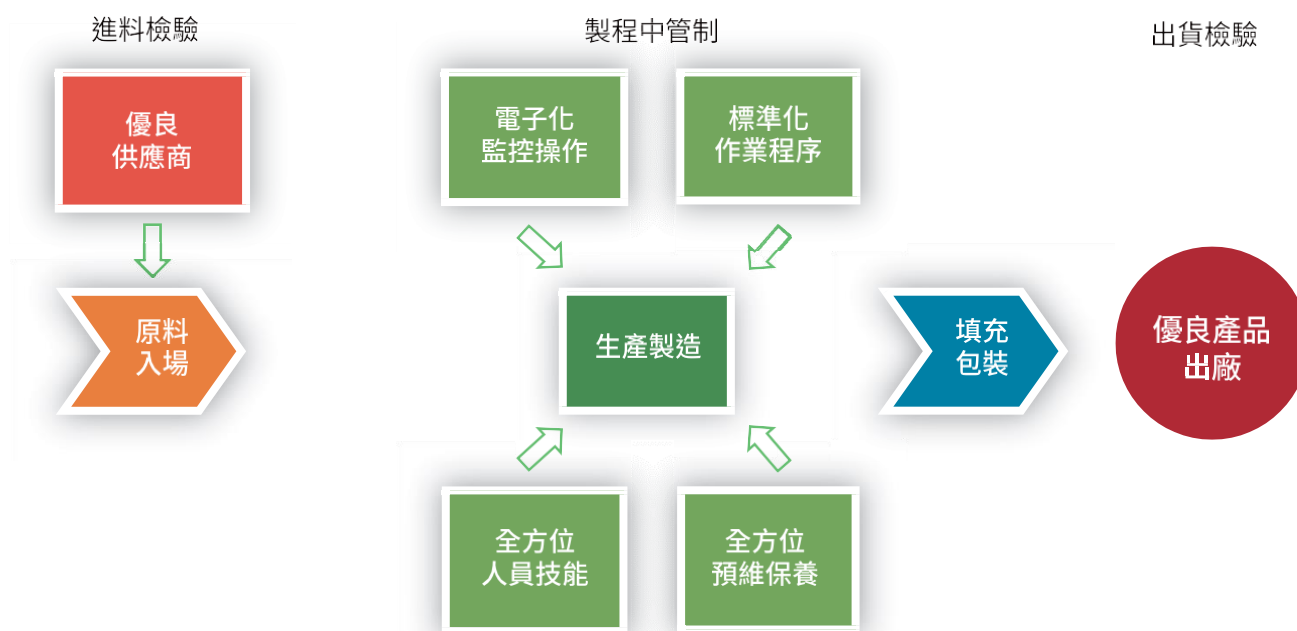 進料檢驗
製程中管制
出貨檢驗
優良
供應商
電子化
監控操作
標準化
作業程序
原料
入場
生產製造
填充
包裝
優良產品
出廠
全方位
人員技能
全方位
預維保養